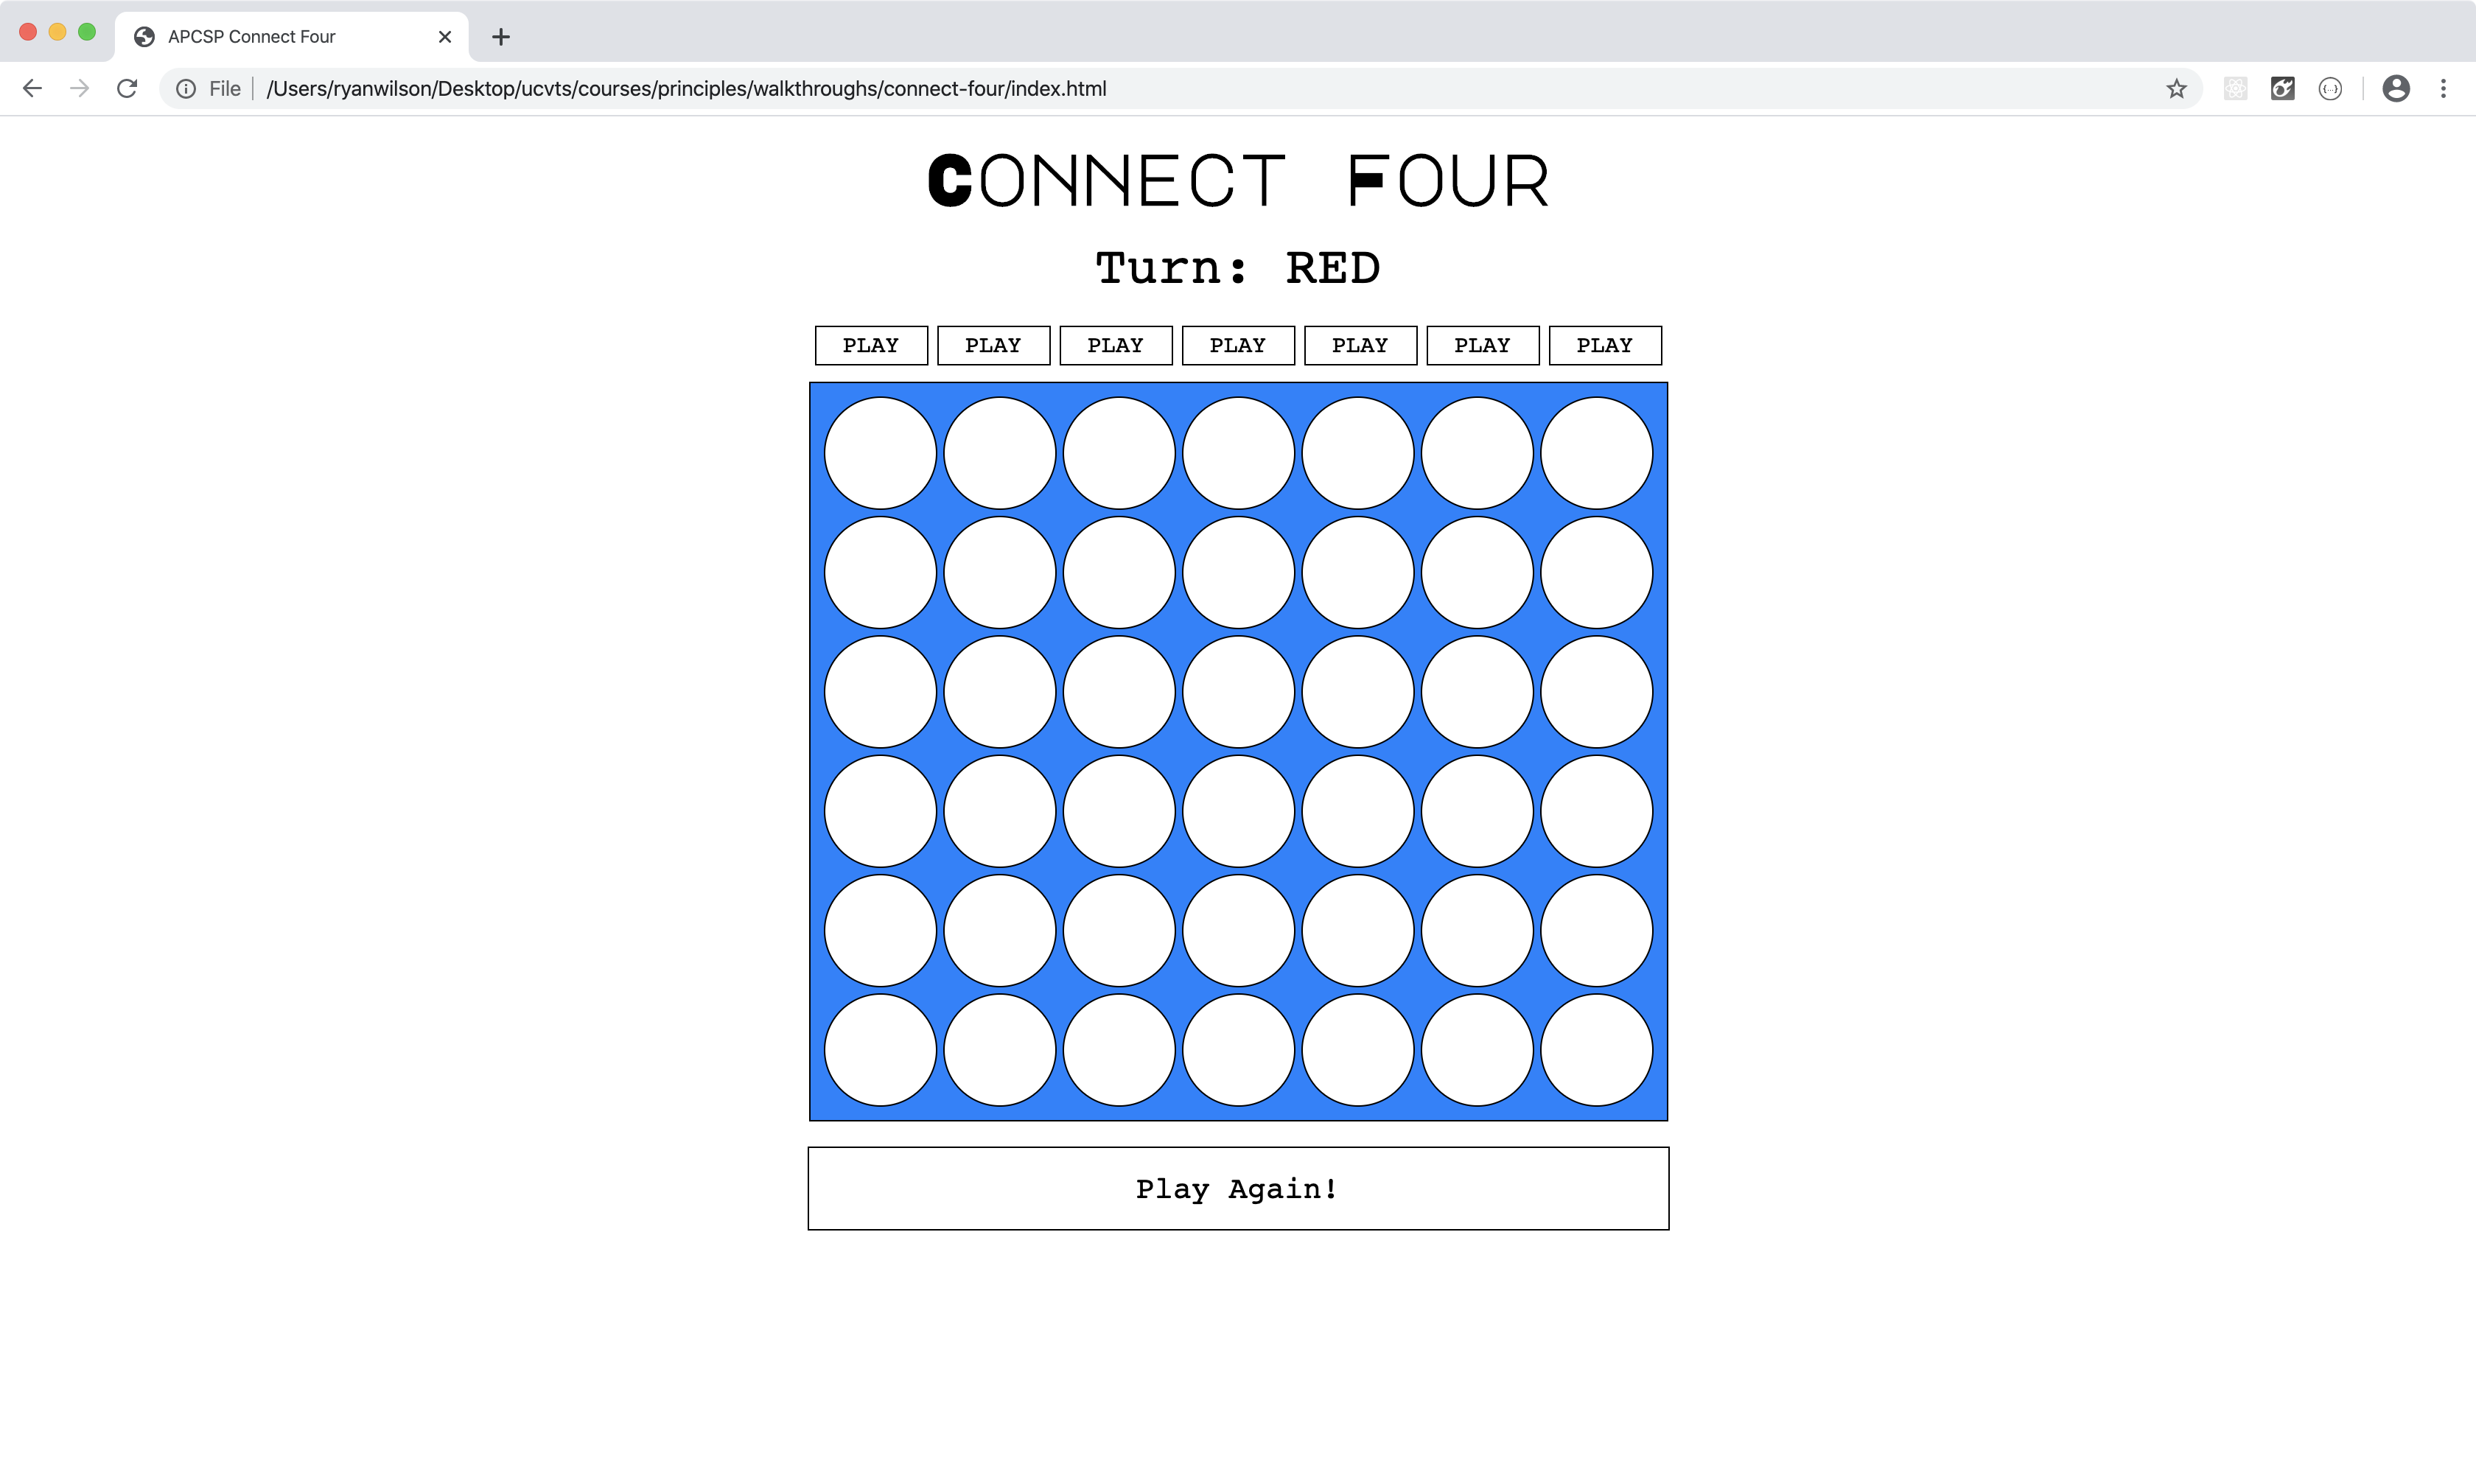 APCSP Connect Four
File /Users/ryanwilson/Desktop/ucvts/courses/principles/walkthroughs/connect-four/index.html
CONNECT FOUR
Turn: RED
PLAY PLAY PLAY PLAY PLAY PLAY PLAY
Play Again!